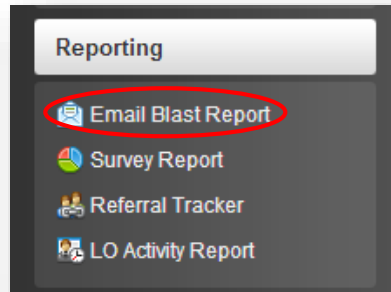 Reporting
Email Blast Report
Survey Report
Referral Tracker
LO Activity Report